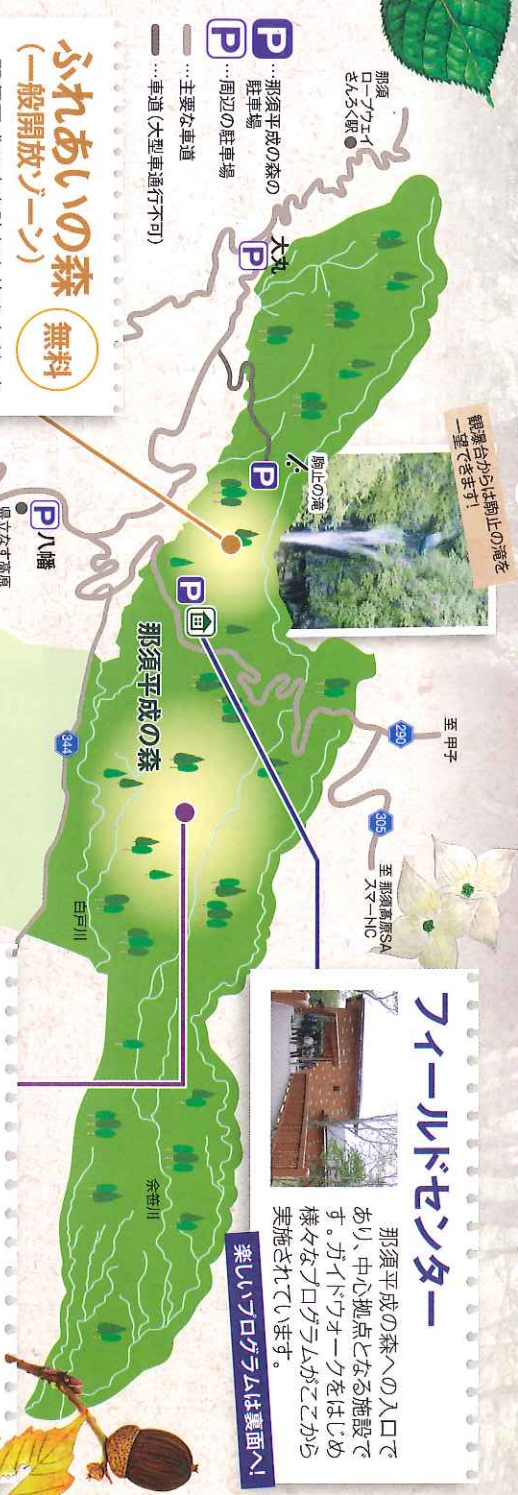 那須
ロープウェイ
さんろく駅
P…那須平成の森の
駐車場
P…周辺の駐車場
…主要な車道
…車道(大型車通行不可)
ふれあいの森
(一般開放ゾーン)
無料
大丸
P
観瀑台からは駒止の滝を
一望できます!
駒止の滝
P
P
P 八幡
県立なす高原
那須平成の森
344
白戸川
余笹川
至 甲子
290
305
至 那須高原SA
スマートIC
フィールドセンター
那須平成の森への入口で
あり、中心拠点となる施設で
す。ガイドウォークをはじめ
様々なプログラムがここから
実施されています。
楽しいプログラムは裏面へ!